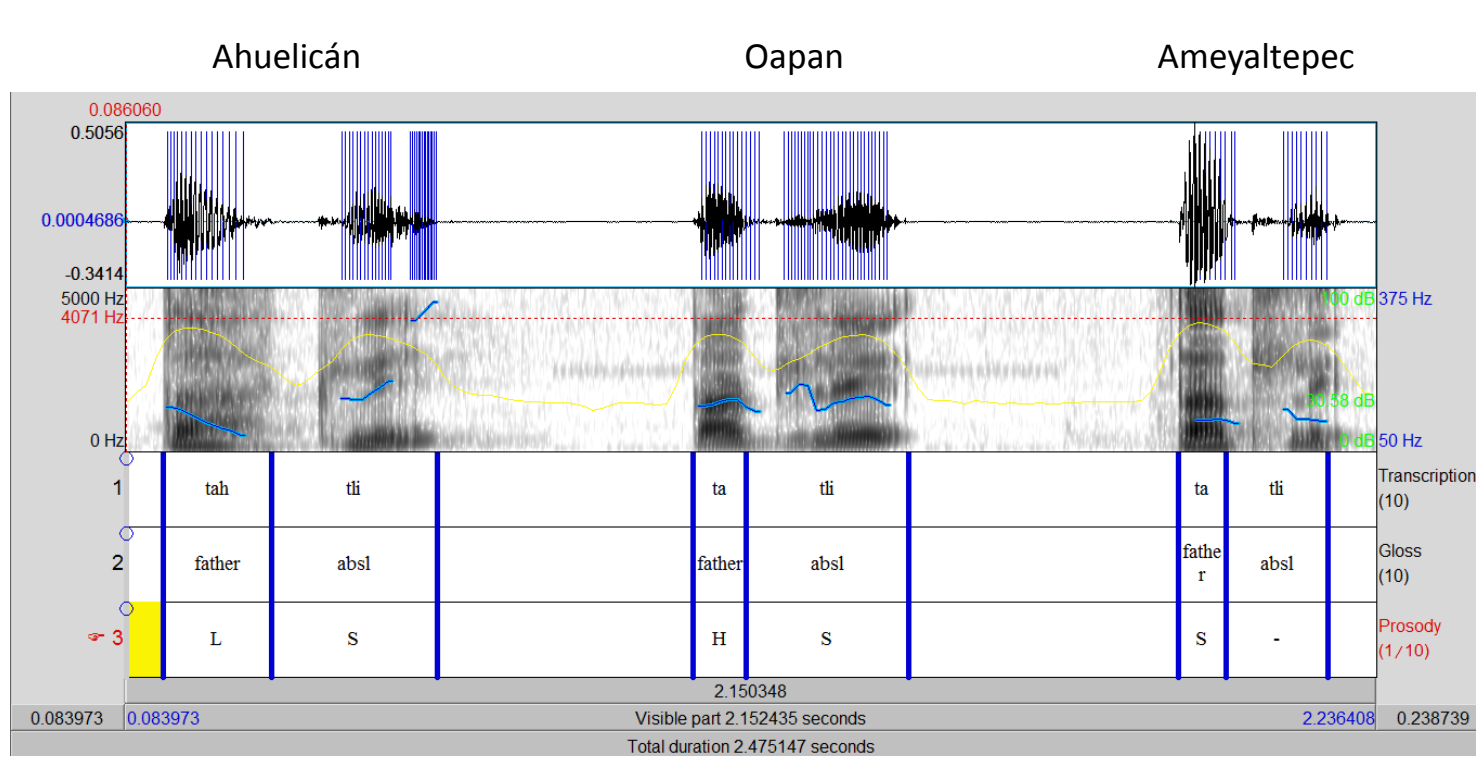 Ahuelicán Oapan Ameyaltepec
0.086060
0.5056
0.0004686
-0.3414
5000 Hz 100 dB 375 Hz
4071 Hz
30.58 dB
0 Hz 0 dB 50 Hz
1 tah tli ta tli ta tli Transcription (10)
2 father absl father absl father absl Gloss (10)
☞ 3 L S H S S - Prosody (1/10)
2.150348
0.083973 0.083973 Visible part 2.152435 seconds 2.236408 0.238739
Total duration 2.475147 seconds